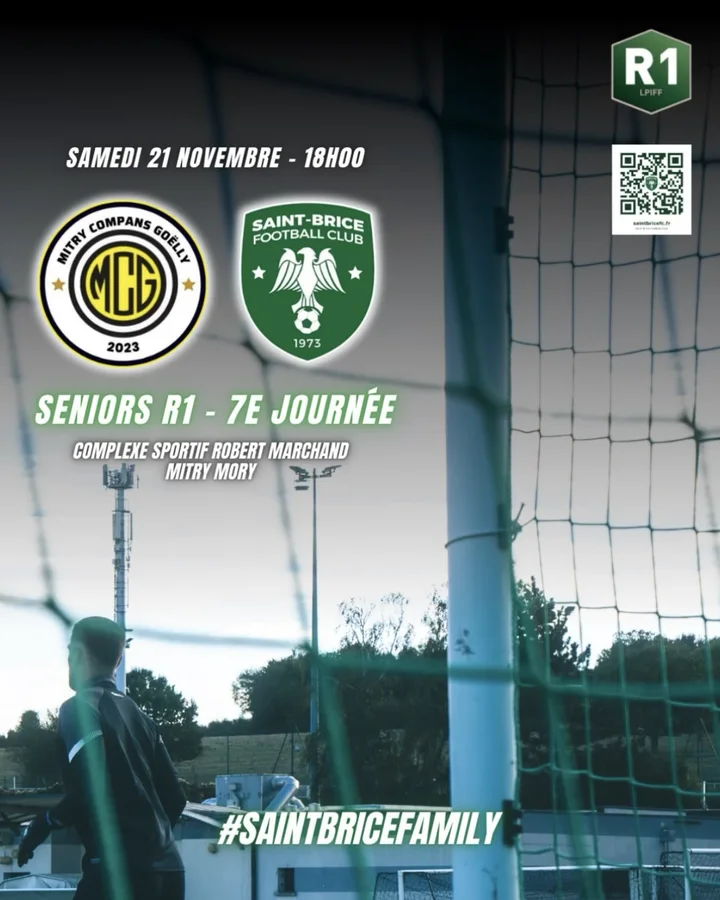 R1
LPIFF
SAMEDI 21 NOVEMBRE - 18H00
saintbricefc.fr
MITRY COMPANS GOËLLY
MCG
2023
SAINT-BRICE
FOOTBALL CLUB
1973
SENIORS R1 - 7E JOURNÉE
COMPLEXE SPORTIF ROBERT MARCHAND
MITRY MORY
#SAINTBRICEFAMILY